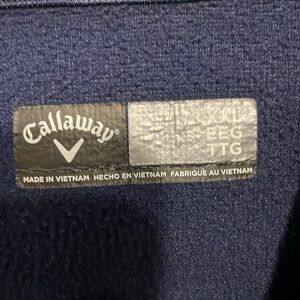 Callaway
XXL
EEG
TTG
MADE IN VIETNAM HECHO EN VIETNAM FABRIQUÉ AU VIETNAM